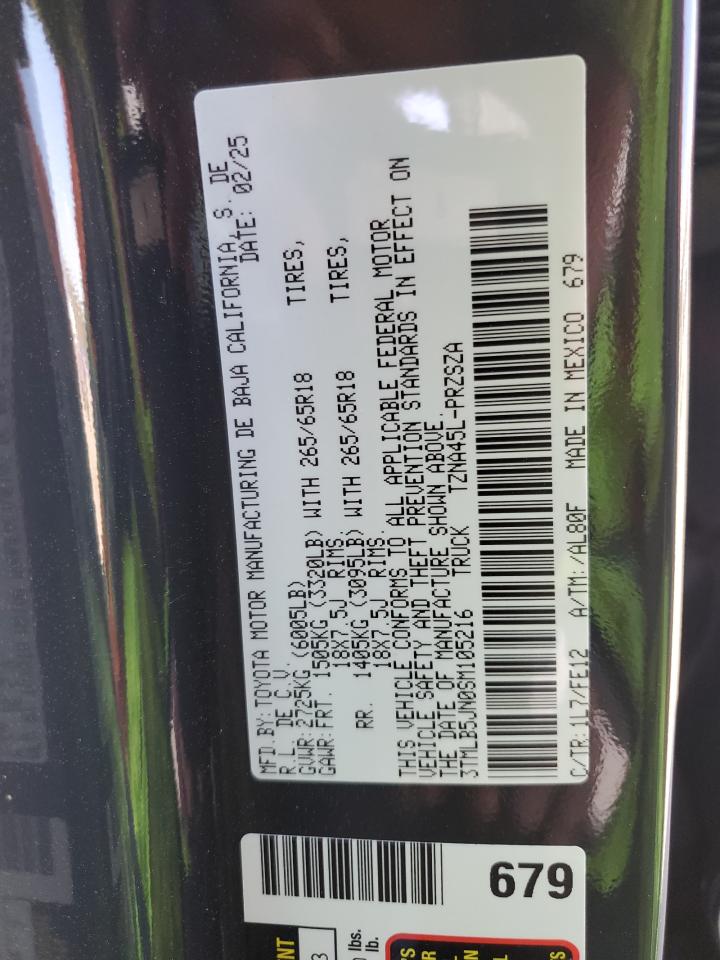 MFD. BY: TOYOTA MOTOR MANUFACTURING DE BAJA CALIFORNIA, S. DE
R. L. DE C. V. DATE: 02/25
GVWR: 2725KG (6005LB)
GAWR: FRT. 1505KG (3320LB) WITH 265/65R18 TIRES,
18X7.5J RIMS
RR. 1405KG (3095LB) WITH 265/65R18 TIRES,
18X7.5J RIMS
THIS VEHICLE CONFORMS TO ALL APPLICABLE FEDERAL MOTOR
VEHICLE SAFETY AND THEFT PREVENTION STANDARDS IN EFFECT ON
THE DATE OF MANUFACTURE SHOWN ABOVE.
3TMLB5JN0SM105216 TRUCK TZNA45L-PRZSZA
C/TR: 1L7/FE12 A/TM: /AL80F MADE IN MEXICO 679
679
lbs.
lb.